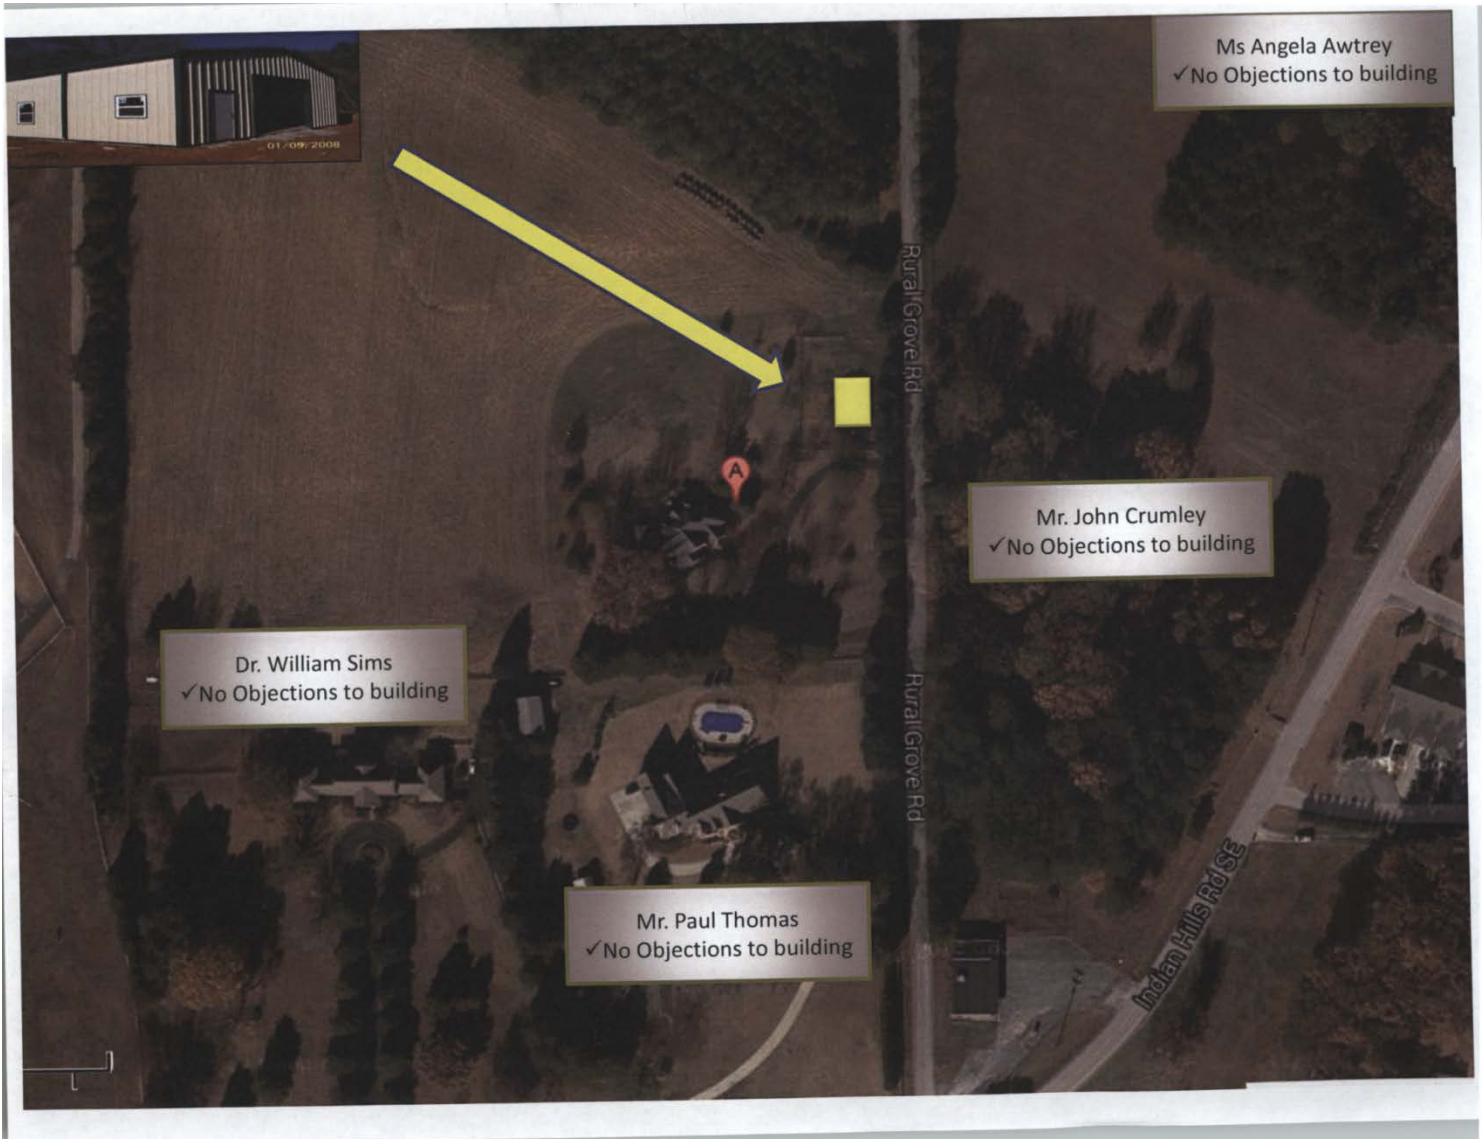 Ms Angela Awtrey
✓No Objections to building
01/09/2008
Rural Grove Rd
A
Mr. John Crumley
✓No Objections to building
Dr. William Sims
✓No Objections to building
Rural Grove Rd
Indian Hills Rd SE
Mr. Paul Thomas
✓No Objections to building